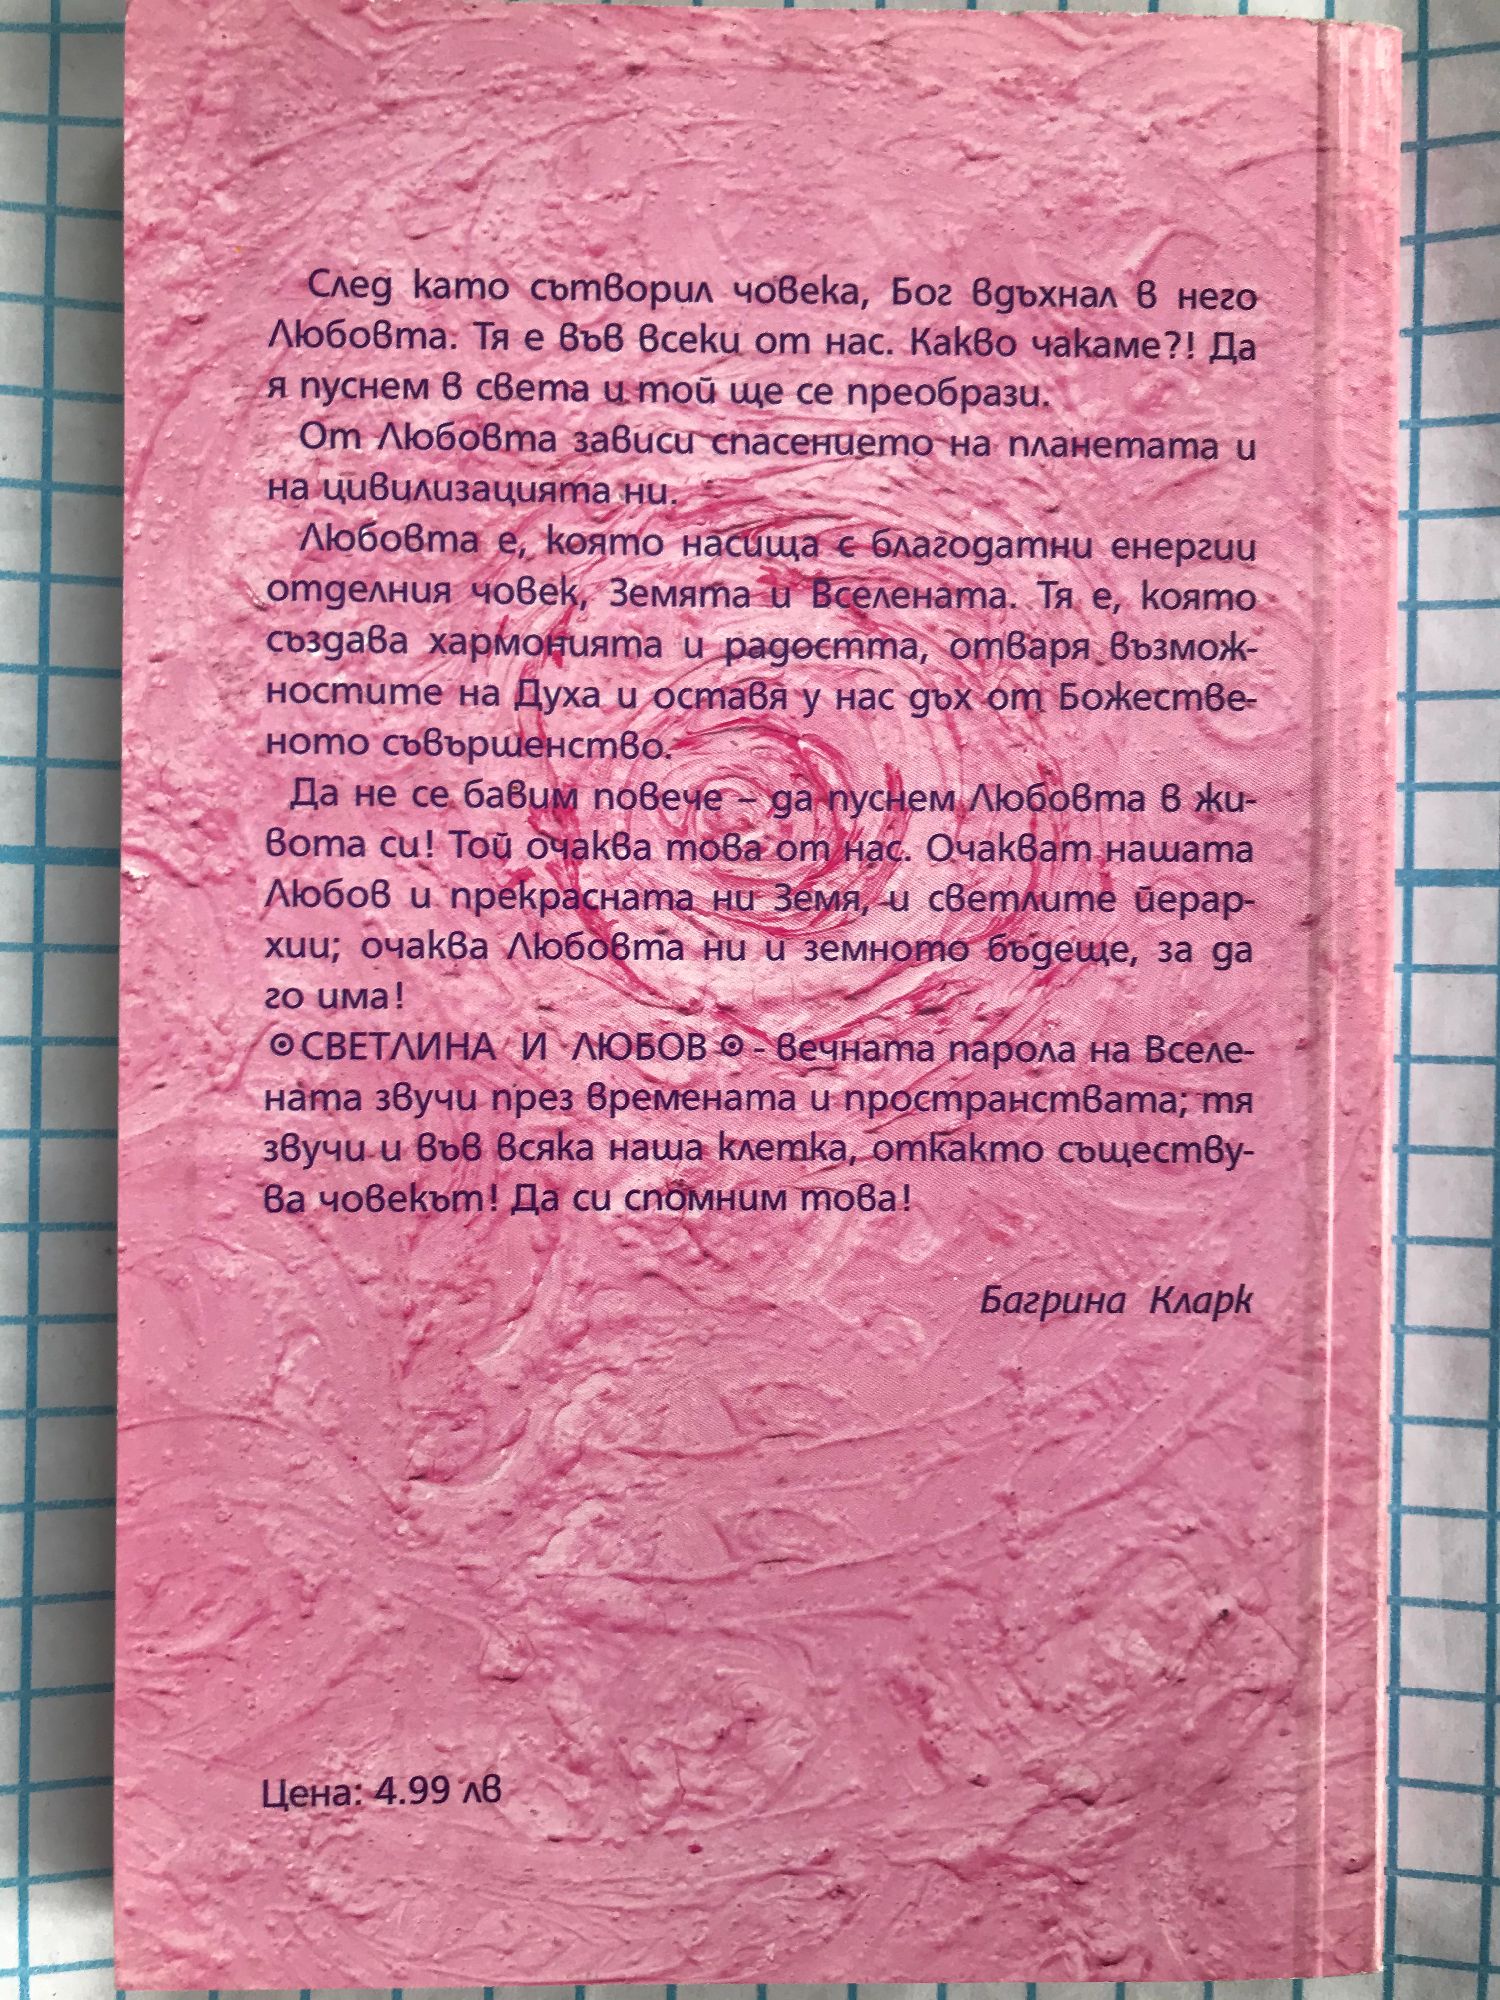 След като сътворил човека, Бог вдъхнал в него
Любовта. Тя е във всеки от нас. Какво чакаме?! Да
я пуснем в света и той ще се преобрази.
От Любовта зависи спасението на планетата и
на цивилизацията ни.
Любовта е, която насища с благодатни енергии
отделния човек, Земята и Вселената. Тя е, която
създава хармонията и радостта, отваря възмож-
ностите на Духа и оставя у нас дъх от Божестве-
ното съвършенство.
Да не се бавим повече – да пуснем Любовта в жи-
вота си! Той очаква това от нас. Очакват нашата
Любов и прекрасната ни Земя, и светлите йерар-
хии; очаква Любовта ни и земното бъдеще, за да
го има!
⊙СВЕТЛИНА И ЛЮБОВ⊙ - вечната парола на Вселе-
ната звучи през времената и пространствата; тя
звучи и във всяка наша клетка, откакто съществу-
ва човекът! Да си спомним това!
Багрина Кларк
Цена: 4.99 лв